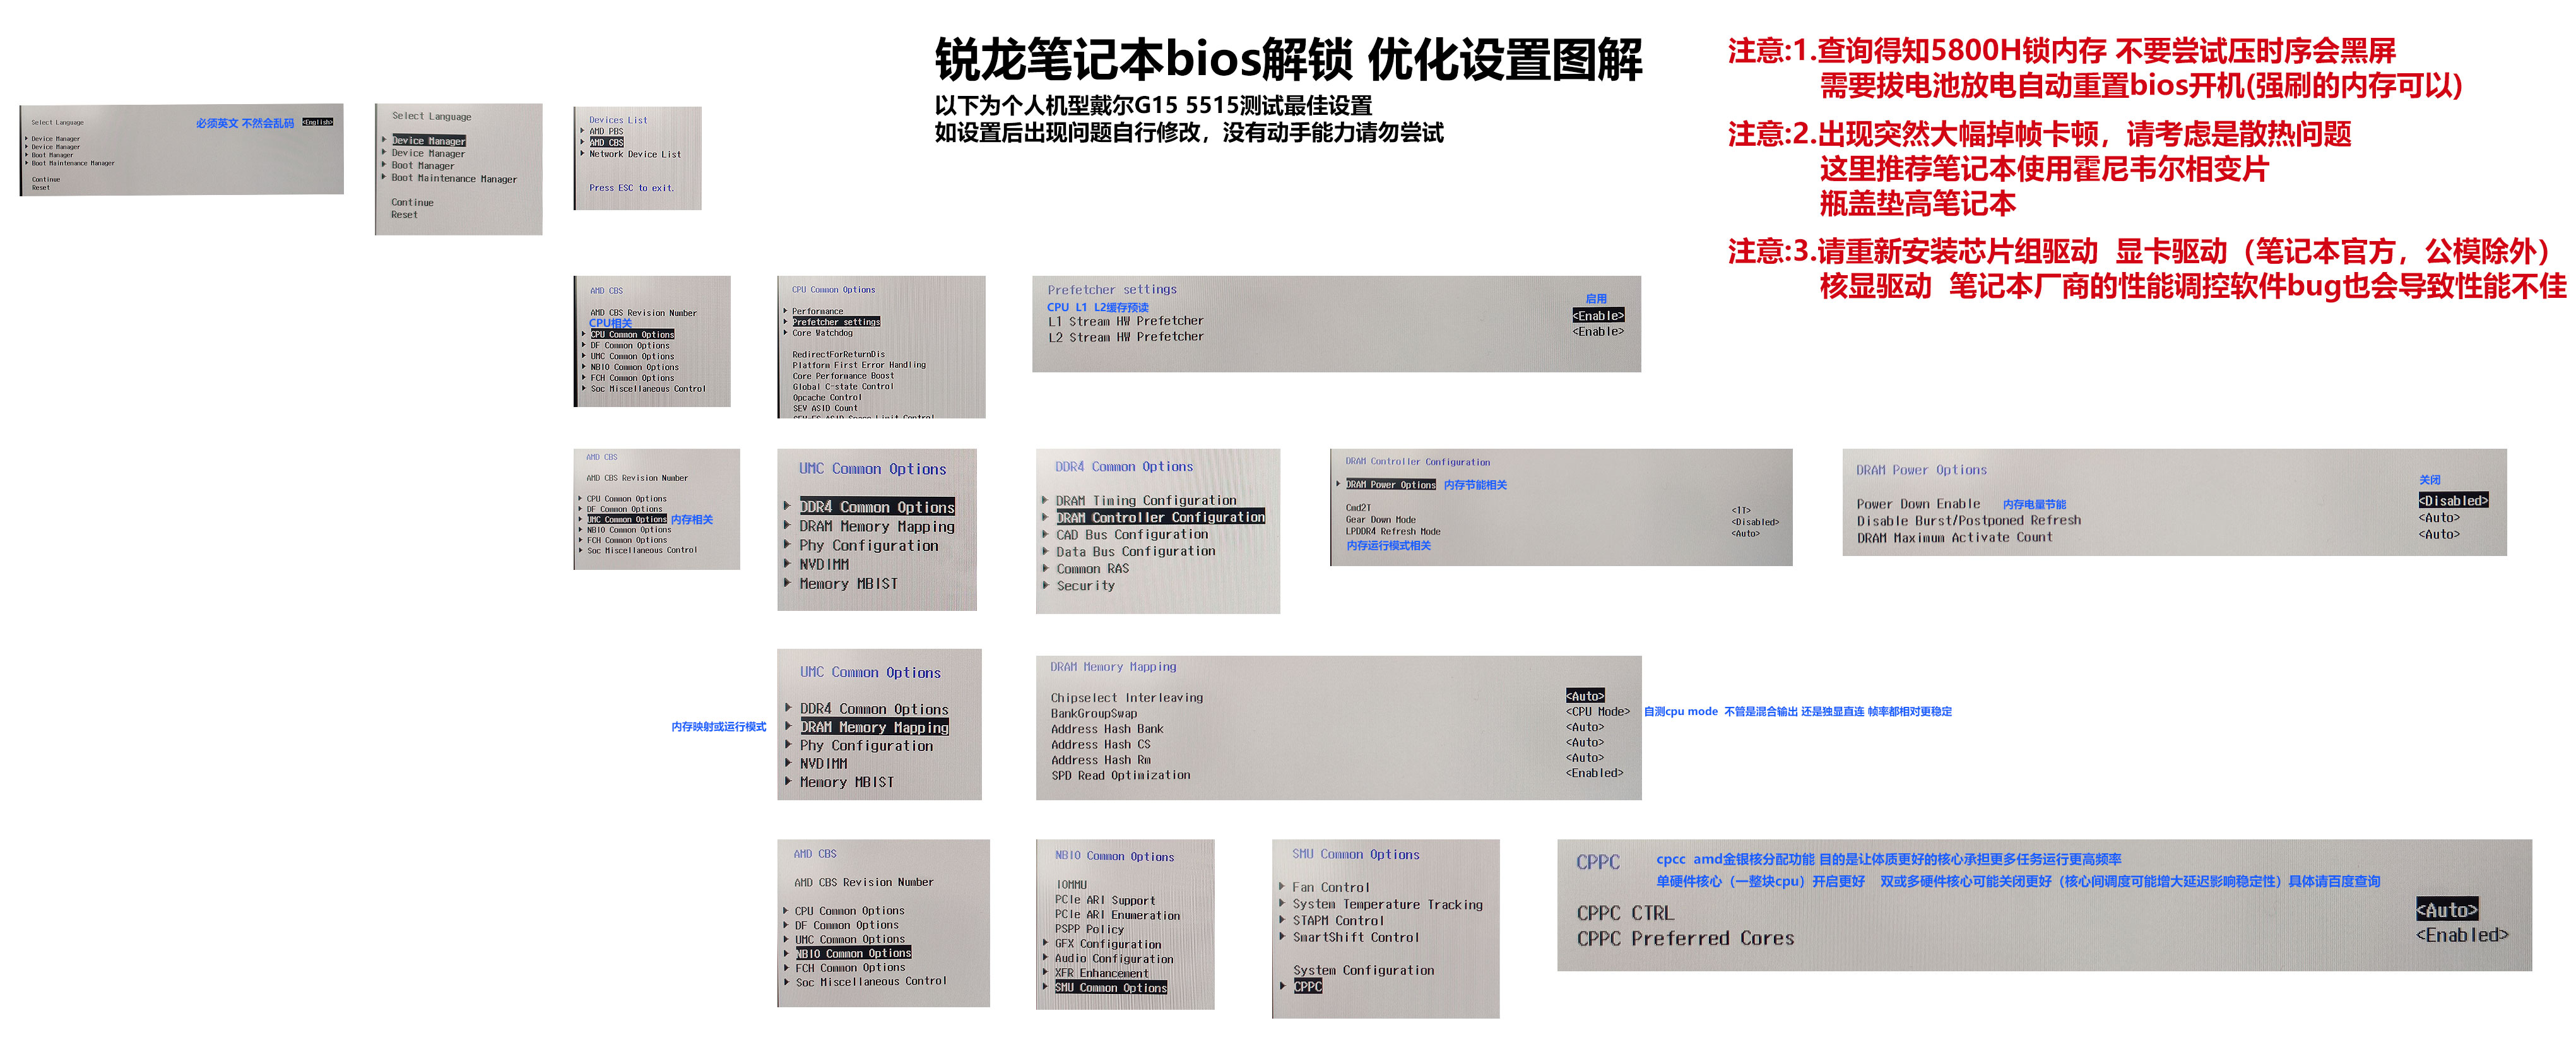 锐龙笔记本bios解锁 优化设置图解
以下为个人机型戴尔G15 5515测试最佳设置
如设置后出现问题自行修改，没有动手能力请勿尝试
注意:1.查询得知5800H锁内存 不要尝试压时序会黑屏
需要拔电池放电自动重置bios开机(强刷的内存可以)
注意:2.出现突然大幅掉帧卡顿，请考虑是散热问题
这里推荐笔记本使用霍尼韦尔相变片
瓶盖垫高笔记本
注意:3.请重新安装芯片组驱动 显卡驱动（笔记本官方，公模除外）
核显驱动 笔记本厂商的性能调控软件bug也会导致性能不佳
Select Language 必须英文 不然会乱码 <English>
Device Manager
Device Manager
Boot Manager
Boot Maintenance Manager
Continue
Reset
Select Language
Device Manager
Device Manager
Boot Manager
Boot Maintenance Manager
Continue
Reset
Devices List
AMD PBS
AMD CBS
Network Device List
Press ESC to exit.
AMD CBS
AMD CBS Revision Number
CPU相关
CPU Common Options
DF Common Options
UMC Common Options
NBIO Common Options
FCH Common Options
Soc Miscellaneous Control
CPU Common Options
Performance
Prefetcher settings
Core Watchdog
RedirectForReturnDis
Platform First Error Handling
Core Performance Boost
Global C-state Control
Opcache Control
SEV ASID Count
SEV-ES ASID Space Limit Control
Prefetcher settings
CPU L1 L2缓存预读 启用
L1 Stream HW Prefetcher <Enable>
L2 Stream HW Prefetcher <Enable>
AMD CBS
AMD CBS Revision Number
CPU Common Options
DF Common Options
UMC Common Options 内存相关
NBIO Common Options
FCH Common Options
Soc Miscellaneous Control
UMC Common Options
DDR4 Common Options
DRAM Memory Mapping
Phy Configuration
NVDIMM
Memory MBIST
DDR4 Common Options
DRAM Timing Configuration
DRAM Controller Configuration
CAD Bus Configuration
Data Bus Configuration
Common RAS
Security
DRAM Controller Configuration
DRAM Power Options 内存节能相关
Cmd2T <1T>
Gear Down Mode <Disabled>
LPDDR4 Refresh Mode <Auto>
内存运行模式相关
DRAM Power Options
关闭
Power Down Enable 内存电量节能 <Disabled>
Disable Burst/Postponed Refresh <Auto>
DRAM Maximum Activate Count <Auto>
内存映射或运行模式
UMC Common Options
DDR4 Common Options
DRAM Memory Mapping
Phy Configuration
NVDIMM
Memory MBIST
DRAM Memory Mapping
Chipselect Interleaving <Auto>
BankGroupSwap <CPU Mode> 自测cpu mode 不管是混合输出 还是独显直连 帧率都相对更稳定
Address Hash Bank <Auto>
Address Hash CS <Auto>
Address Hash Rm <Auto>
SPD Read Optimization <Enabled>
AMD CBS
AMD CBS Revision Number
CPU Common Options
DF Common Options
UMC Common Options
NBIO Common Options
FCH Common Options
Soc Miscellaneous Control
NBIO Common Options
IOMMU
PCIe ARI Support
PCIe ARI Enumeration
PSPP Policy
GFX Configuration
Audio Configuration
XFR Enhancement
SMU Common Options
SMU Common Options
Fan Control
System Temperature Tracking
STAPM Control
SmartShift Control
System Configuration
CPPC
CPPC cpcc amd金银核分配功能 目的是让体质更好的核心承担更多任务运行更高频率
单硬件核心（一整块cpu）开启更好 双或多硬件核心可能关闭更好（核心间调度可能增大延迟影响稳定性）具体请百度查询
CPPC CTRL <Auto>
CPPC Preferred Cores <Enabled>